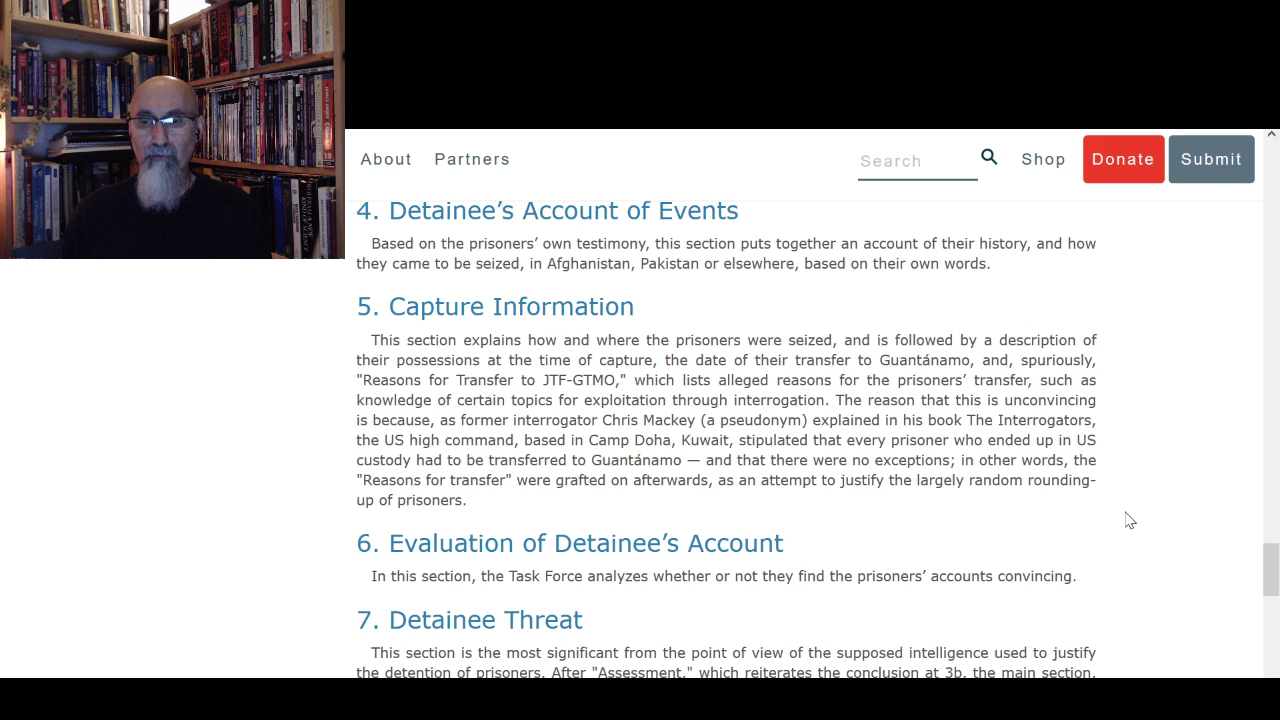 About Partners Search Shop Donate Submit
4. Detainee’s Account of Events
Based on the prisoners’ own testimony, this section puts together an account of their history, and how
they came to be seized, in Afghanistan, Pakistan or elsewhere, based on their own words.
5. Capture Information
This section explains how and where the prisoners were seized, and is followed by a description of
their possessions at the time of capture, the date of their transfer to Guantánamo, and, spuriously,
"Reasons for Transfer to JTF-GTMO," which lists alleged reasons for the prisoners’ transfer, such as
knowledge of certain topics for exploitation through interrogation. The reason that this is unconvincing
is because, as former interrogator Chris Mackey (a pseudonym) explained in his book The Interrogators,
the US high command, based in Camp Doha, Kuwait, stipulated that every prisoner who ended up in US
custody had to be transferred to Guantánamo — and that there were no exceptions; in other words, the
"Reasons for transfer" were grafted on afterwards, as an attempt to justify the largely random rounding-
up of prisoners.
6. Evaluation of Detainee’s Account
In this section, the Task Force analyzes whether or not they find the prisoners’ accounts convincing.
7. Detainee Threat
This section is the most significant from the point of view of the supposed intelligence used to justify
the detention of prisoners. After "Assessment," which reiterates the conclusion at 3b, the main section,